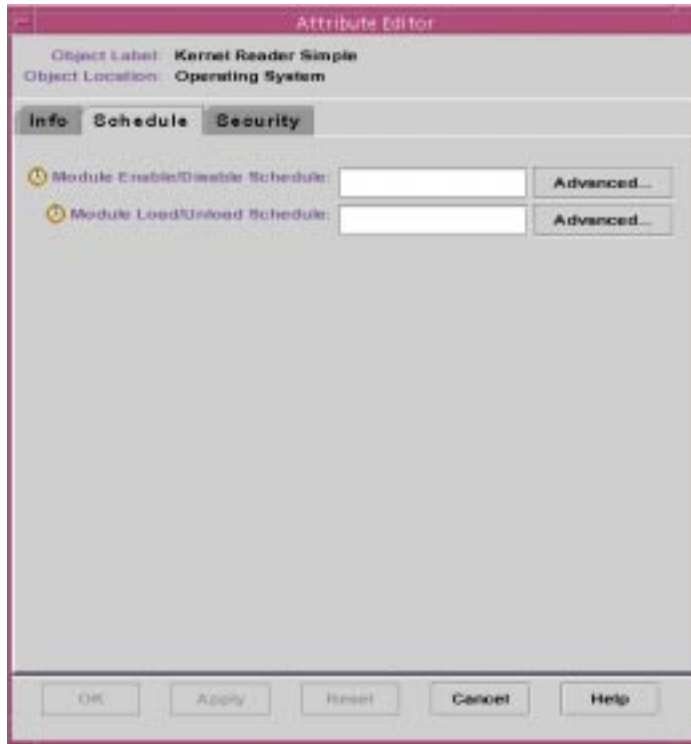 Attribute Editor
Object Label: Kernel Reader Simple
Object Location: Operating System
Info Schedule Security
Module Enable/Disable Schedule: Advanced...
Module Load/Unload Schedule: Advanced...
OK Apply Reset Cancel Help